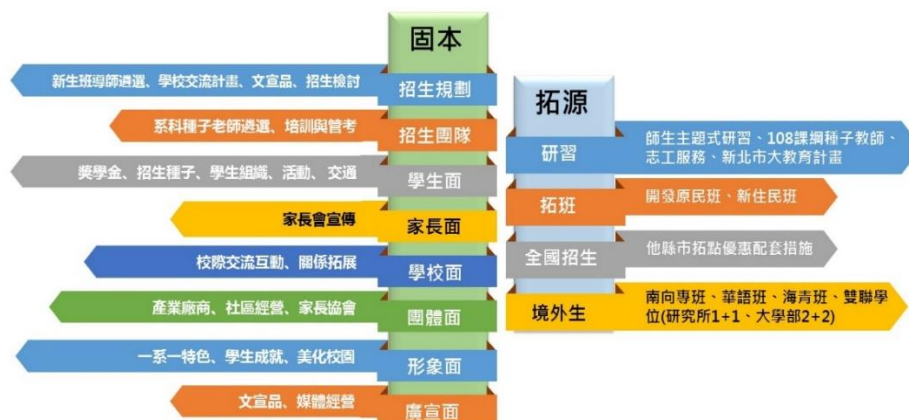 固本
新生班導師遴選、學校交流計畫、文宣品、招生檢討
招生規劃
系科種子老師遴選、培訓與管考
招生團隊
獎學金、招生種子、學生組織、活動、交通
學生面
家長會宣傳
家長面
校際交流互動、關係拓展
學校面
產業廠商、社區經營、家長協會
團體面
一系一特色、學生成就、美化校園
形象面
文宣品、媒體經營
廣宣面
拓源
研習
師生主題式研習、108課綱種子教師、
志工服務、新北市大教育計畫
拓班
開發原民班、新住民班
全國招生
他縣市拓點優惠配套措施
境外生
南向專班、華語班、海青班、雙聯學
位(研究所1+1、大學部2+2)